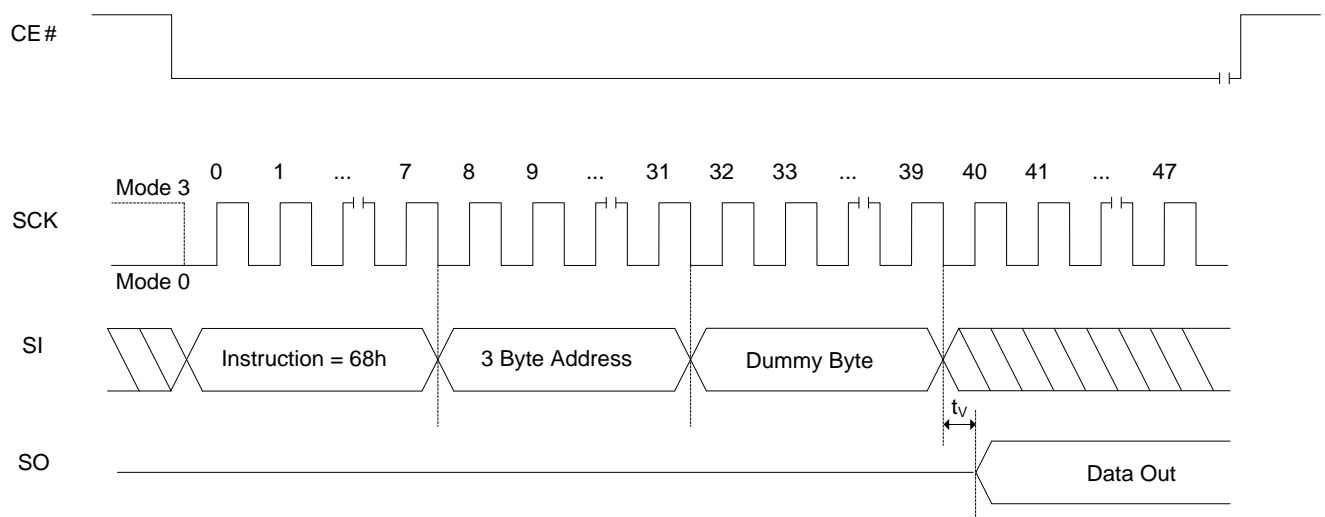 CE#
0 1 ... 7 8 9 ... 31 32 33 ... 39 40 41 ... 47
Mode 3
SCK
Mode 0
SI
Instruction = 68h
3 Byte Address
Dummy Byte
tV
SO
Data Out